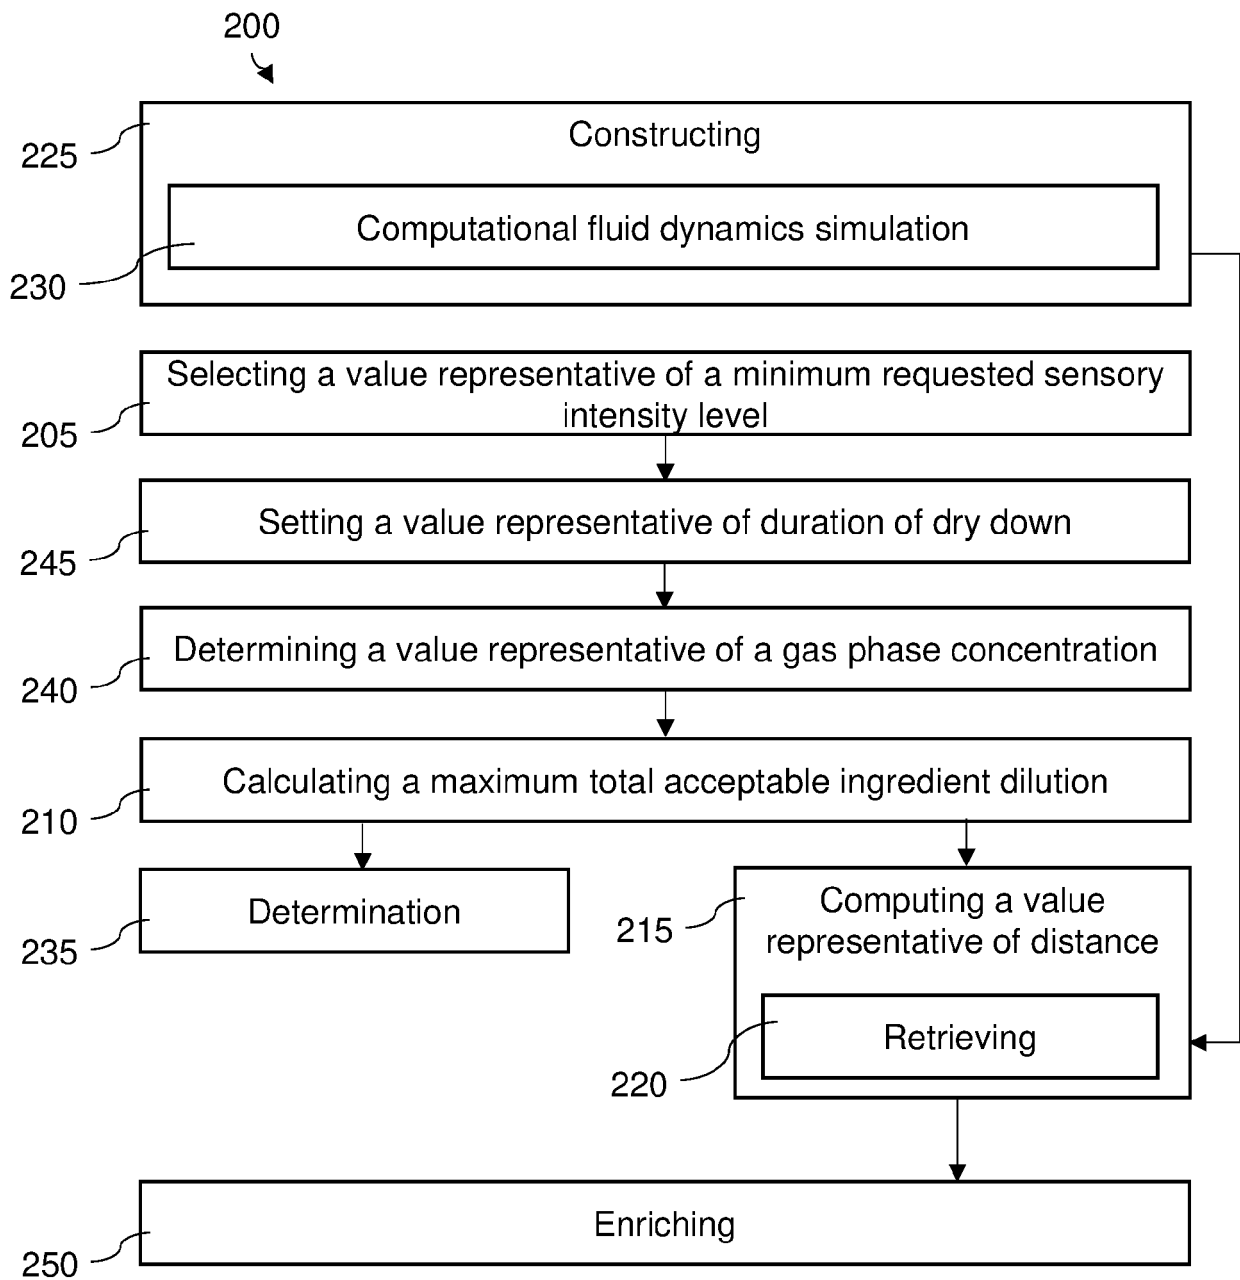 200
Constructing
225
Computational fluid dynamics simulation
230
Selecting a value representative of a minimum requested sensory
intensity level
205
Setting a value representative of duration of dry down
245
Determining a value representative of a gas phase concentration
240
Calculating a maximum total acceptable ingredient dilution
210
Determination
235
Computing a value
representative of distance
215
Retrieving
220
Enriching
250